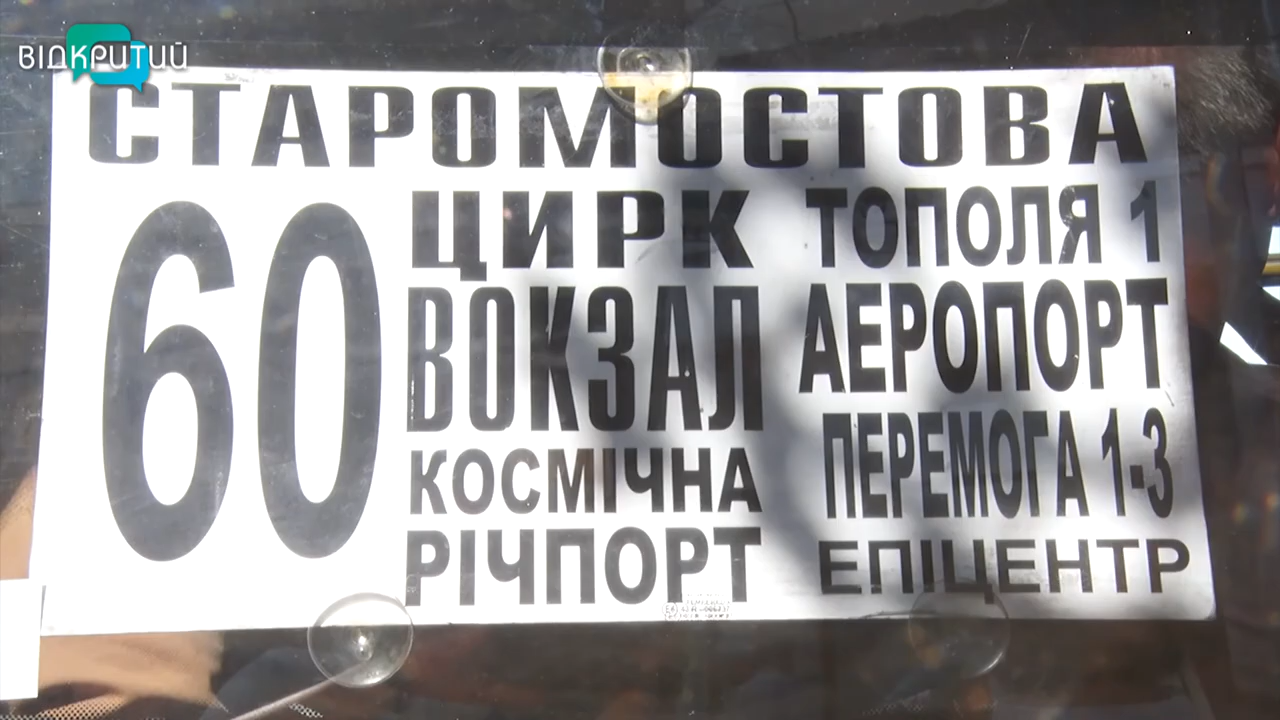 ВІДКРИТИЙ
СТАРОМОСТОВА
60
ЦИРК
ВОКЗАЛ
КОСМІЧНА
РІЧПОРТ
ТОПОЛЯ 1
АЕРОПОРТ
ПЕРЕМОГА 1-3
ЕПІЦЕНТР